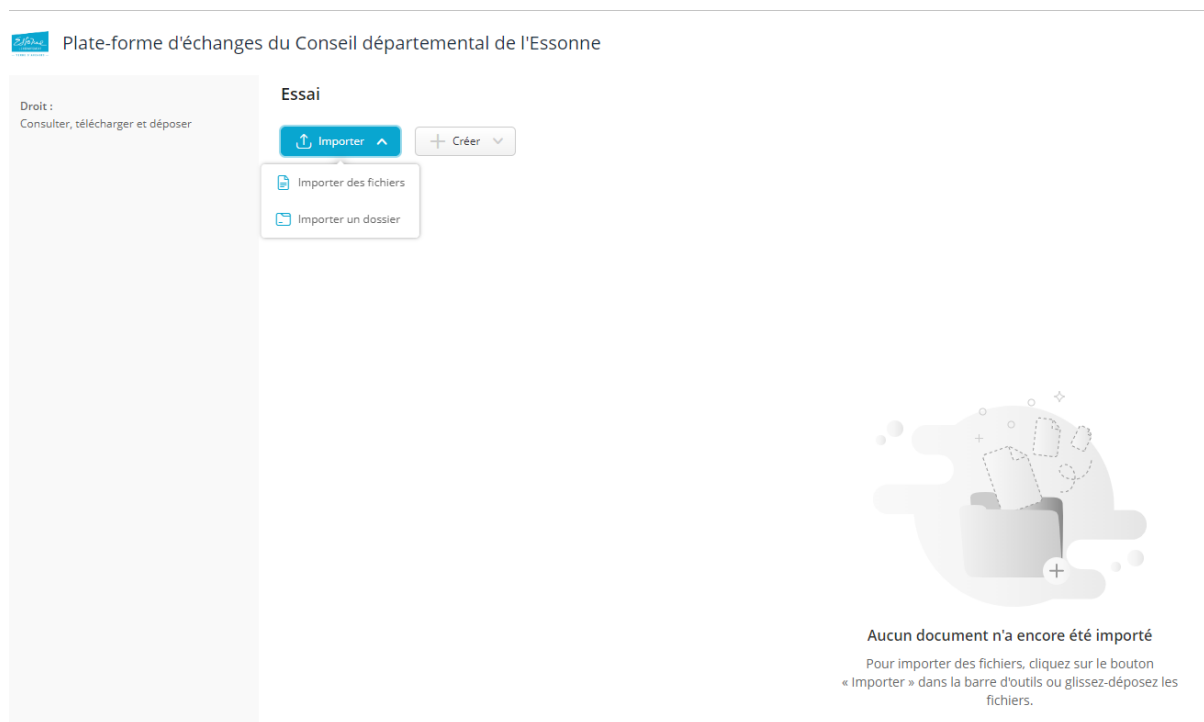 Essonne
Plate-forme d'échanges du Conseil départemental de l'Essonne
Droit :
Consulter, télécharger et déposer
Essai
Importer
Créer
Importer des fichiers
Importer un dossier
Aucun document n'a encore été importé
Pour importer des fichiers, cliquez sur le bouton
« Importer » dans la barre d'outils ou glissez-déposez les
fichiers.